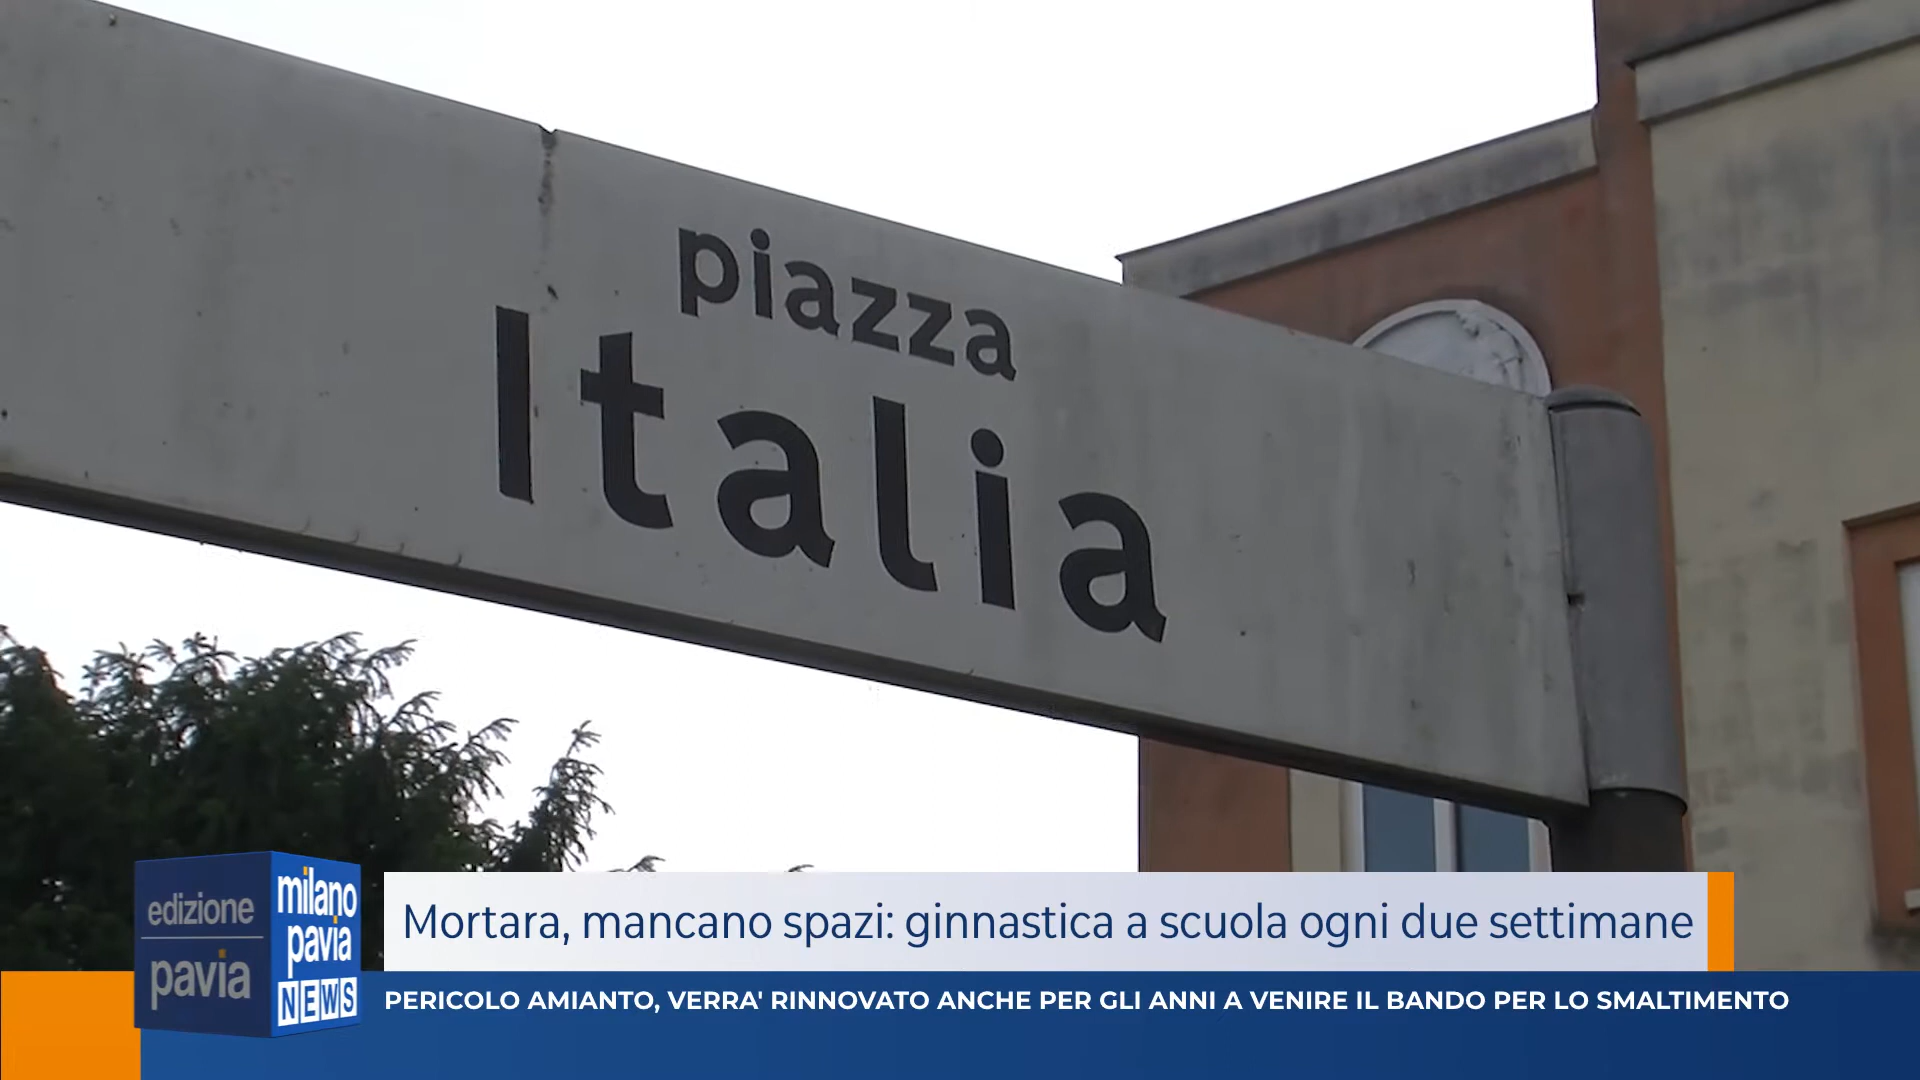 piazza
Italia
edizione
pavia
milano
pavia
NEWS
Mortara, mancano spazi: ginnastica a scuola ogni due settimane
PERICOLO AMIANTO, VERRA' RINNOVATO ANCHE PER GLI ANNI A VENIRE IL BANDO PER LO SMALTIMENTO